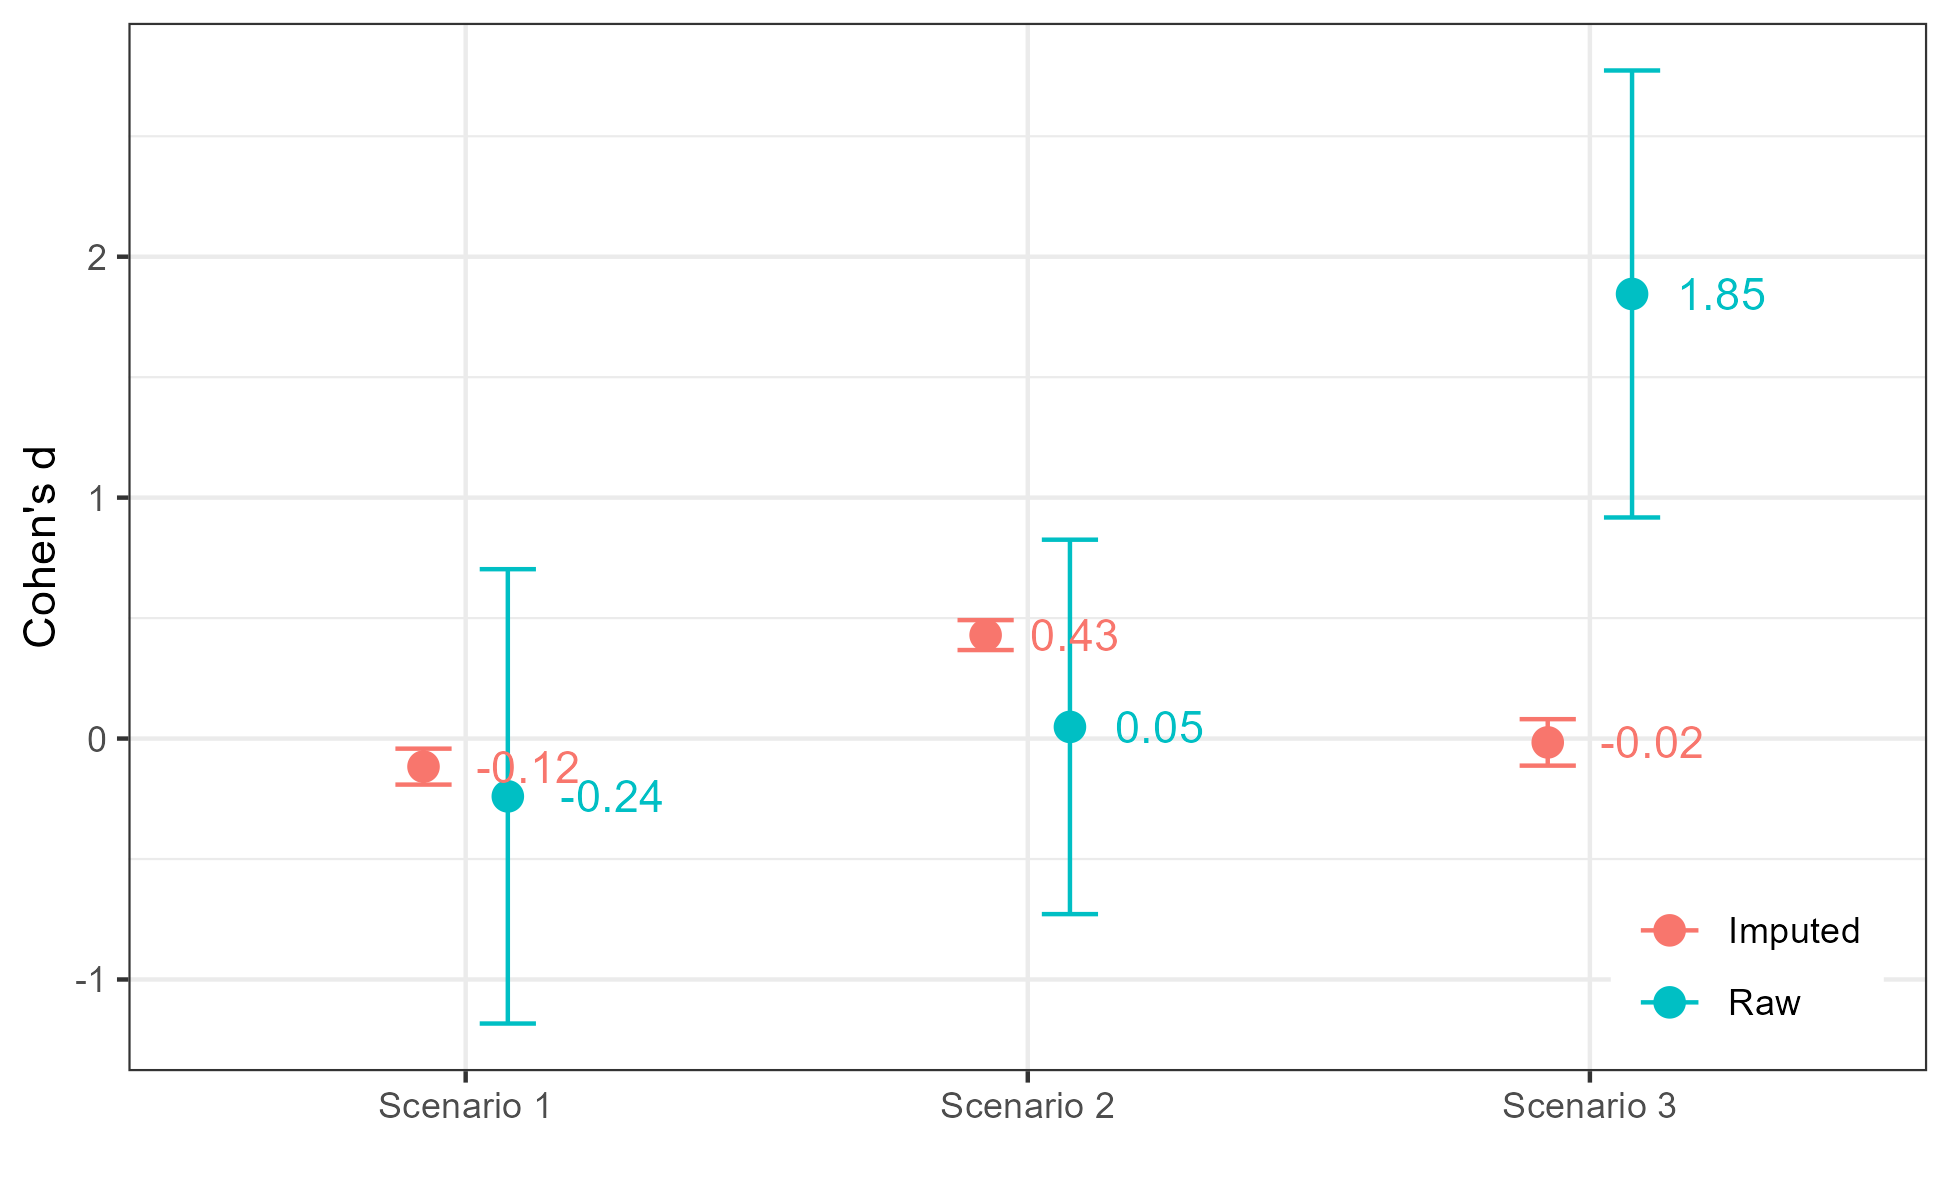 Cohen's d
2
1
0
-1
1.85
0.43
0.05
-0.12
-0.24
-0.02
Imputed
Raw
Scenario 1
Scenario 2
Scenario 3